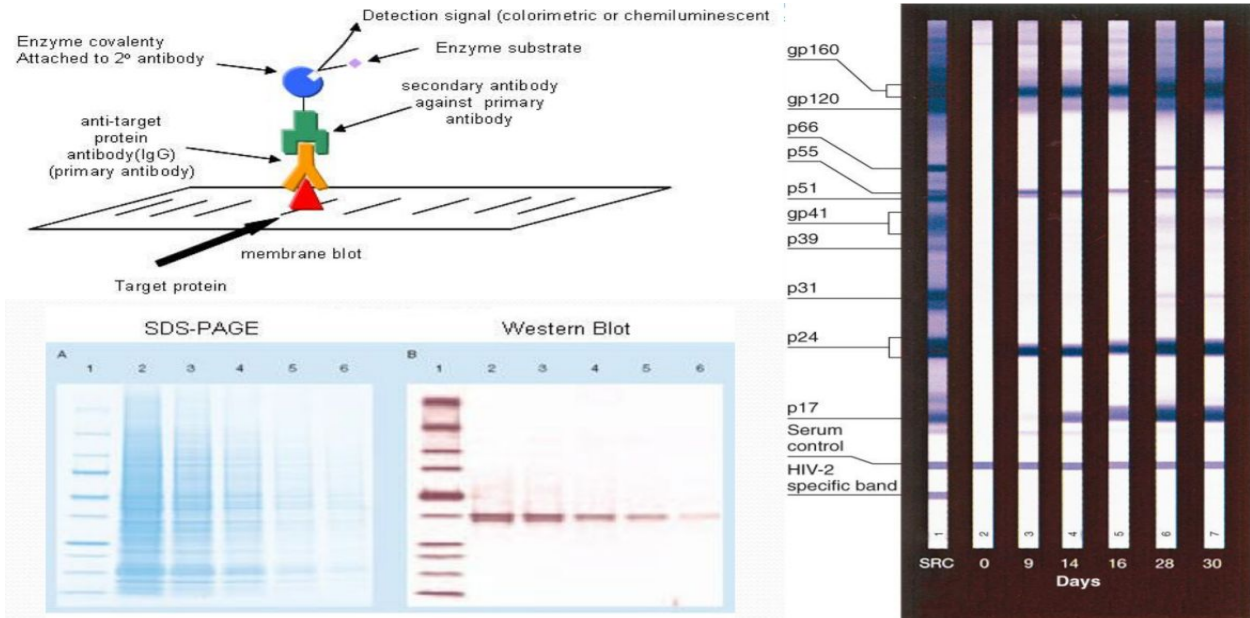 Detection signal (colorimetric or chemiluminescent
Enzyme covalenty
Attached to 2º antibody
Enzyme substrate
secondary antibody
against primary
antibody
anti-target
protein
antibody(IgG)
(primary antibody)
membrane blot
Target protein
SDS-PAGE
Western Blot
A
1 2 3 4 5 6
B
1 2 3 4 5 6
gp160
gp120
p66
p55
p51
gp41
p39
p31
p24
p17
Serum
control
HIV-2
specific band
1 2 3 4 5 6 7
SRC 0 9 14 16 28 30
Days